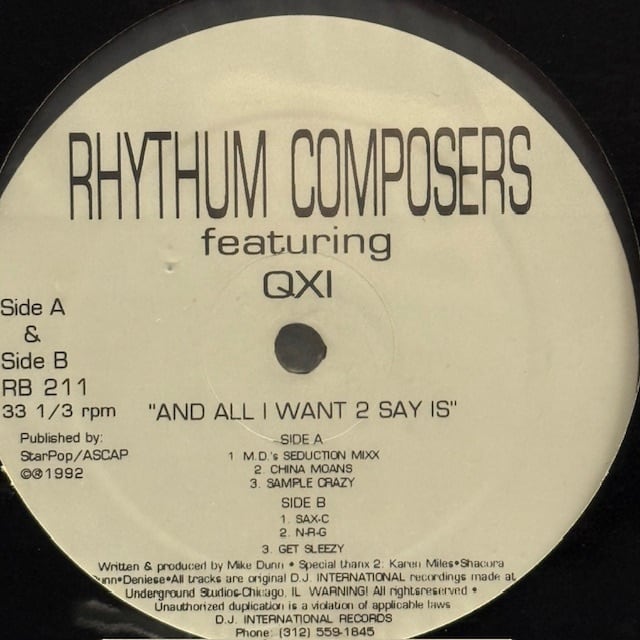 RHYTHUM COMPOSERS
featuring
QXI
Side A
&
Side B
RB 211
33 1/3 rpm
"AND ALL I WANT 2 SAY IS"
Published by:
StarPop/ASCAP
©℗1992
SIDE A
1 M.D.'s SEDUCTION MIXX
2. CHINA MOANS
3. SAMPLE CRAZY
SIDE B
1. SAX-C
2. N-R-G
3. GET SLEEZY
Written & produced by Mike Dunn • Special thanx 2: Karen Miles•Shacura
•Deniese•All tracks are original D.J. INTERNATIONAL recordings made at
Underground Studios-Chicago, IL WARNING! All rightsreserved •
Unauthorized duplication is a violation of applicable laws
D.J. INTERNATIONAL RECORDS
Phone: (312) 559-1845